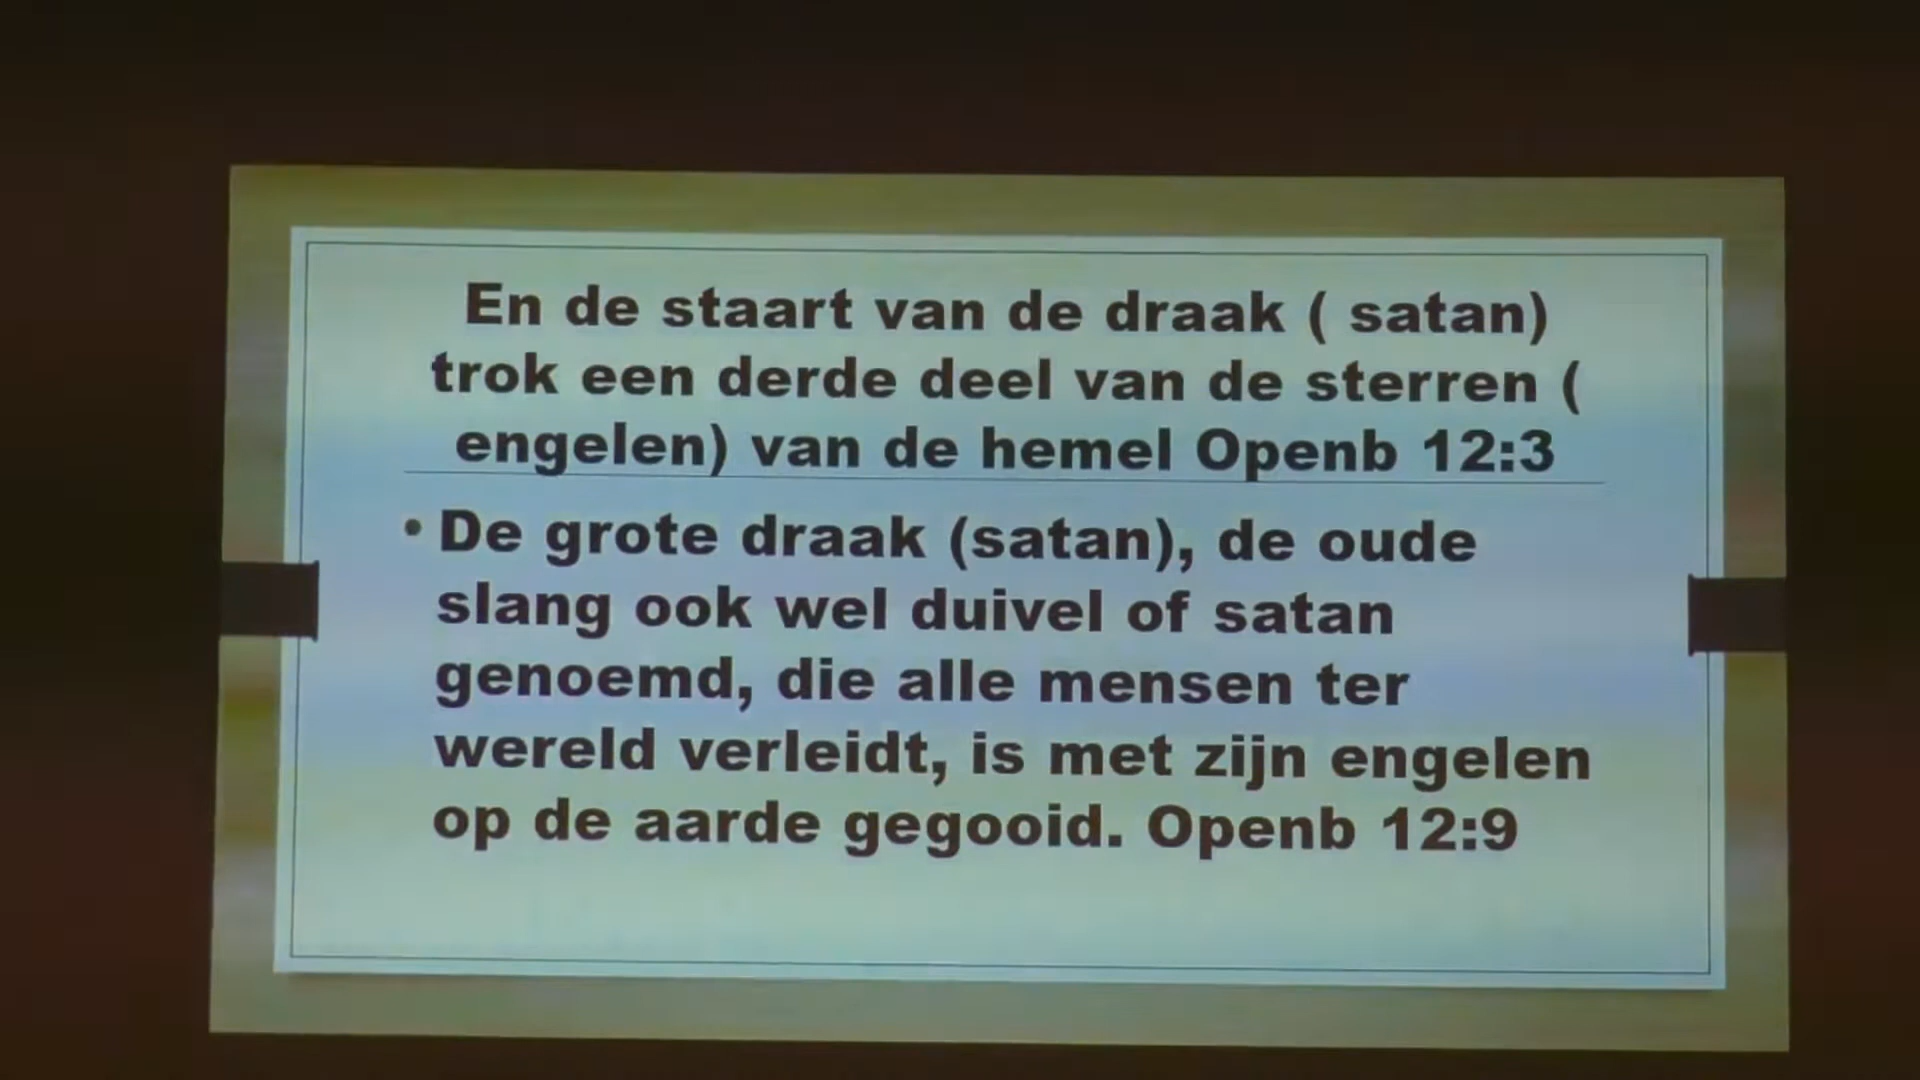 En de staart van de draak ( satan)
trok een derde deel van de sterren (
engelen) van de hemel Openb 12:3
• De grote draak (satan), de oude
slang ook wel duivel of satan
genoemd, die alle mensen ter
wereld verleidt, is met zijn engelen
op de aarde gegooid. Openb 12:9